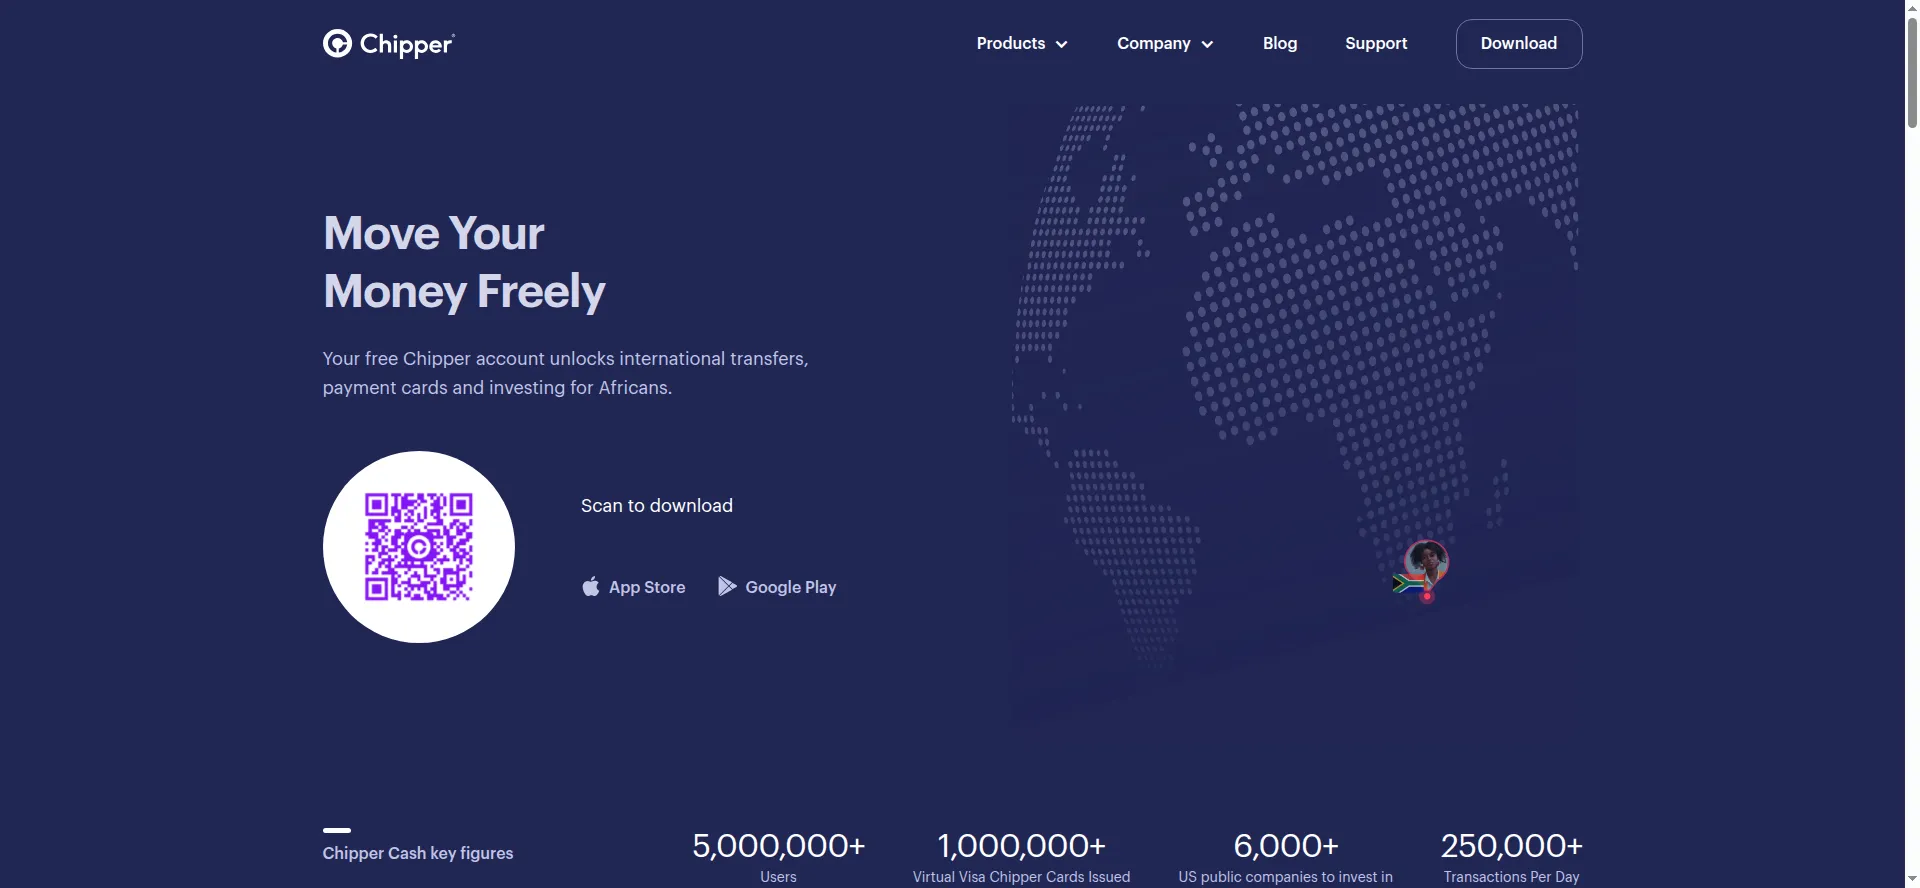 Chipper
Products
Company
Blog
Support
Download
Move Your
Money Freely
Your free Chipper account unlocks international transfers,
payment cards and investing for Africans.
Scan to download
App Store
Google Play
Chipper Cash key figures
5,000,000+
Users
1,000,000+
Virtual Visa Chipper Cards Issued
6,000+
US public companies to invest in
250,000+
Transactions Per Day